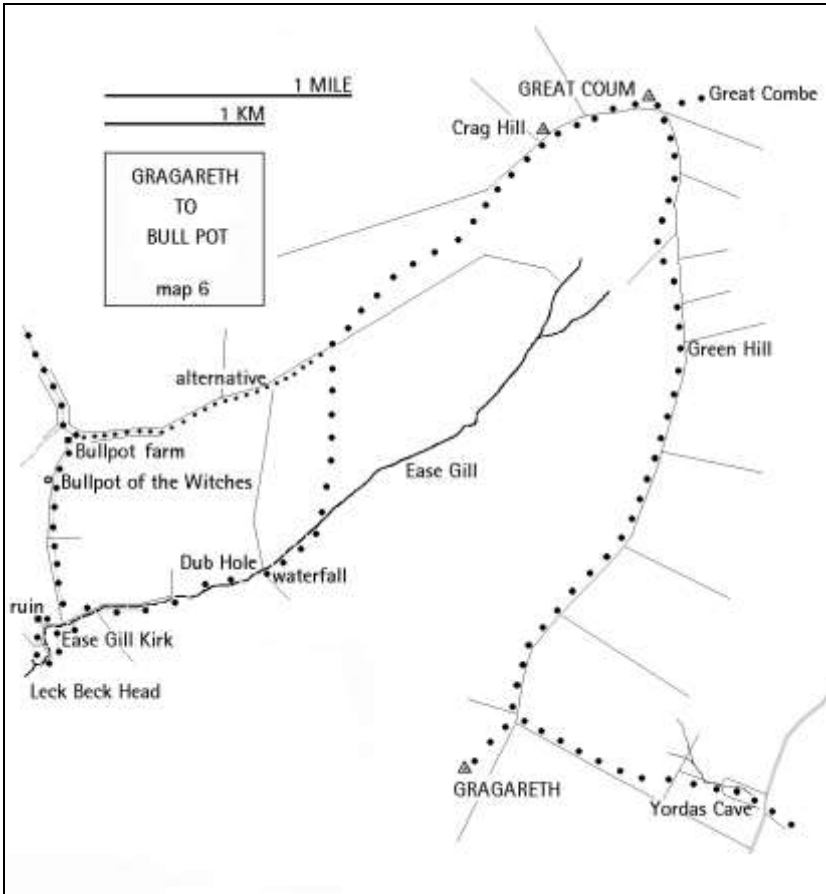 1 MILE
1 KM
GREAT COUM
Great Combe
Crag Hill
GRAGARETH
TO
BULL POT
map 6
Green Hill
alternative
Bullpot farm
Ease Gill
Bullpot of the Witches
Dub Hole
waterfall
ruin
Ease Gill Kirk
Leck Beck Head
GRAGARETH
Yordas Cave